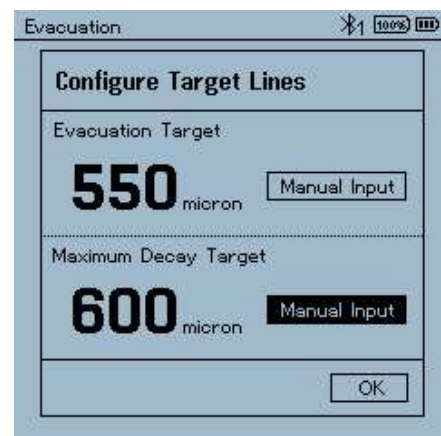 Evacuation 1 100%
Configure Target Lines
Evacuation Target
550 micron Manual Input
Maximum Decay Target
600 micron Manual Input
OK